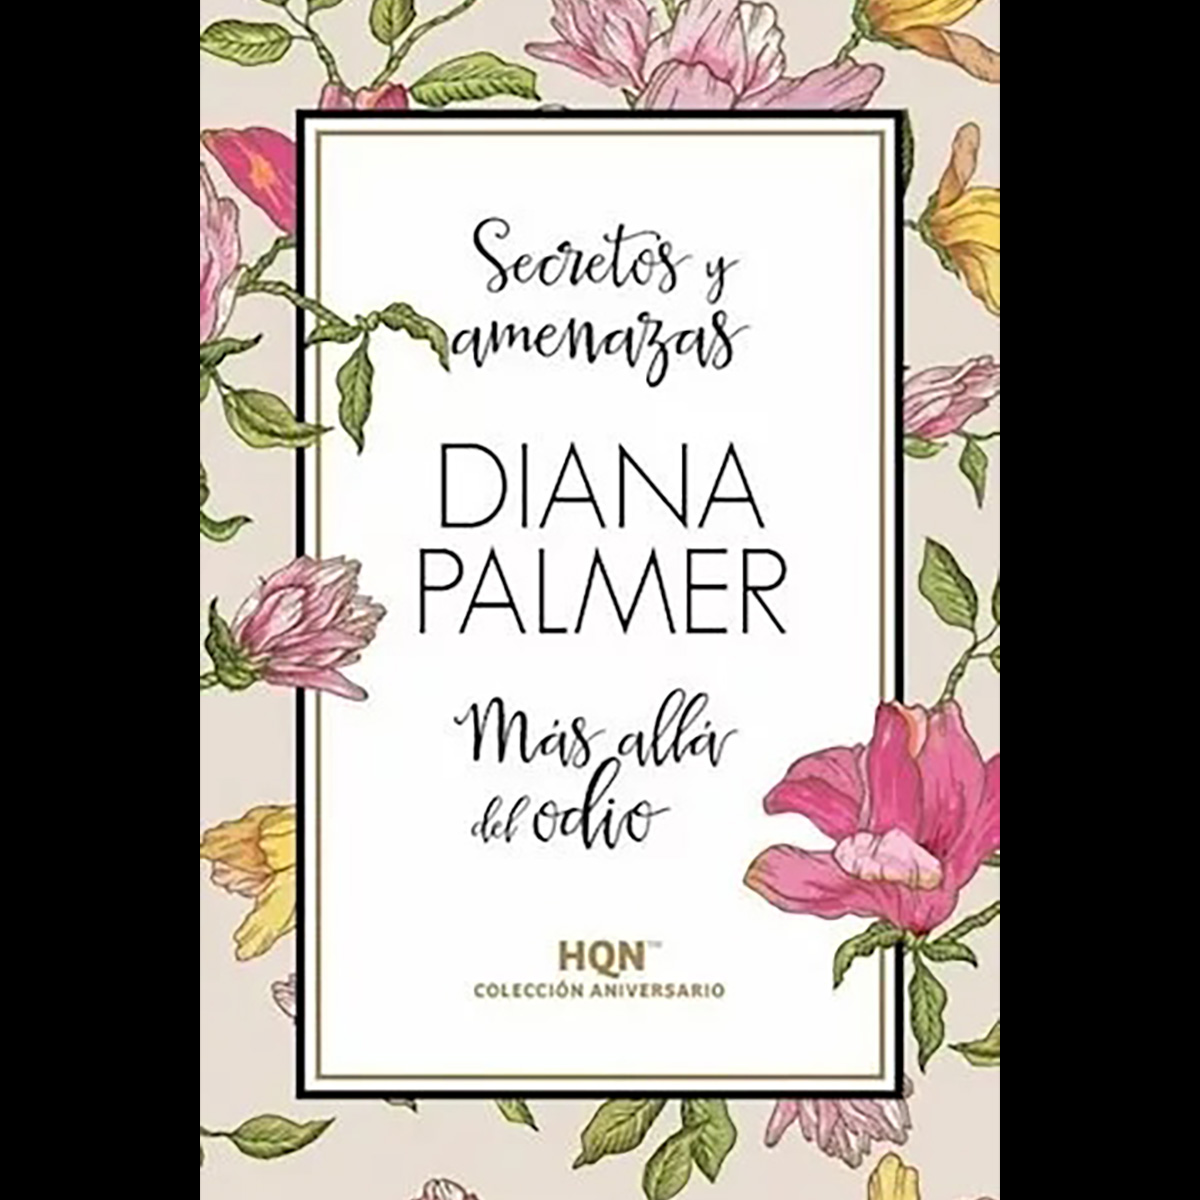 Secretos y
amenazas
DIANA
PALMER
Más allá
del odio
HQN™
COLECCIÓN ANIVERSARIO